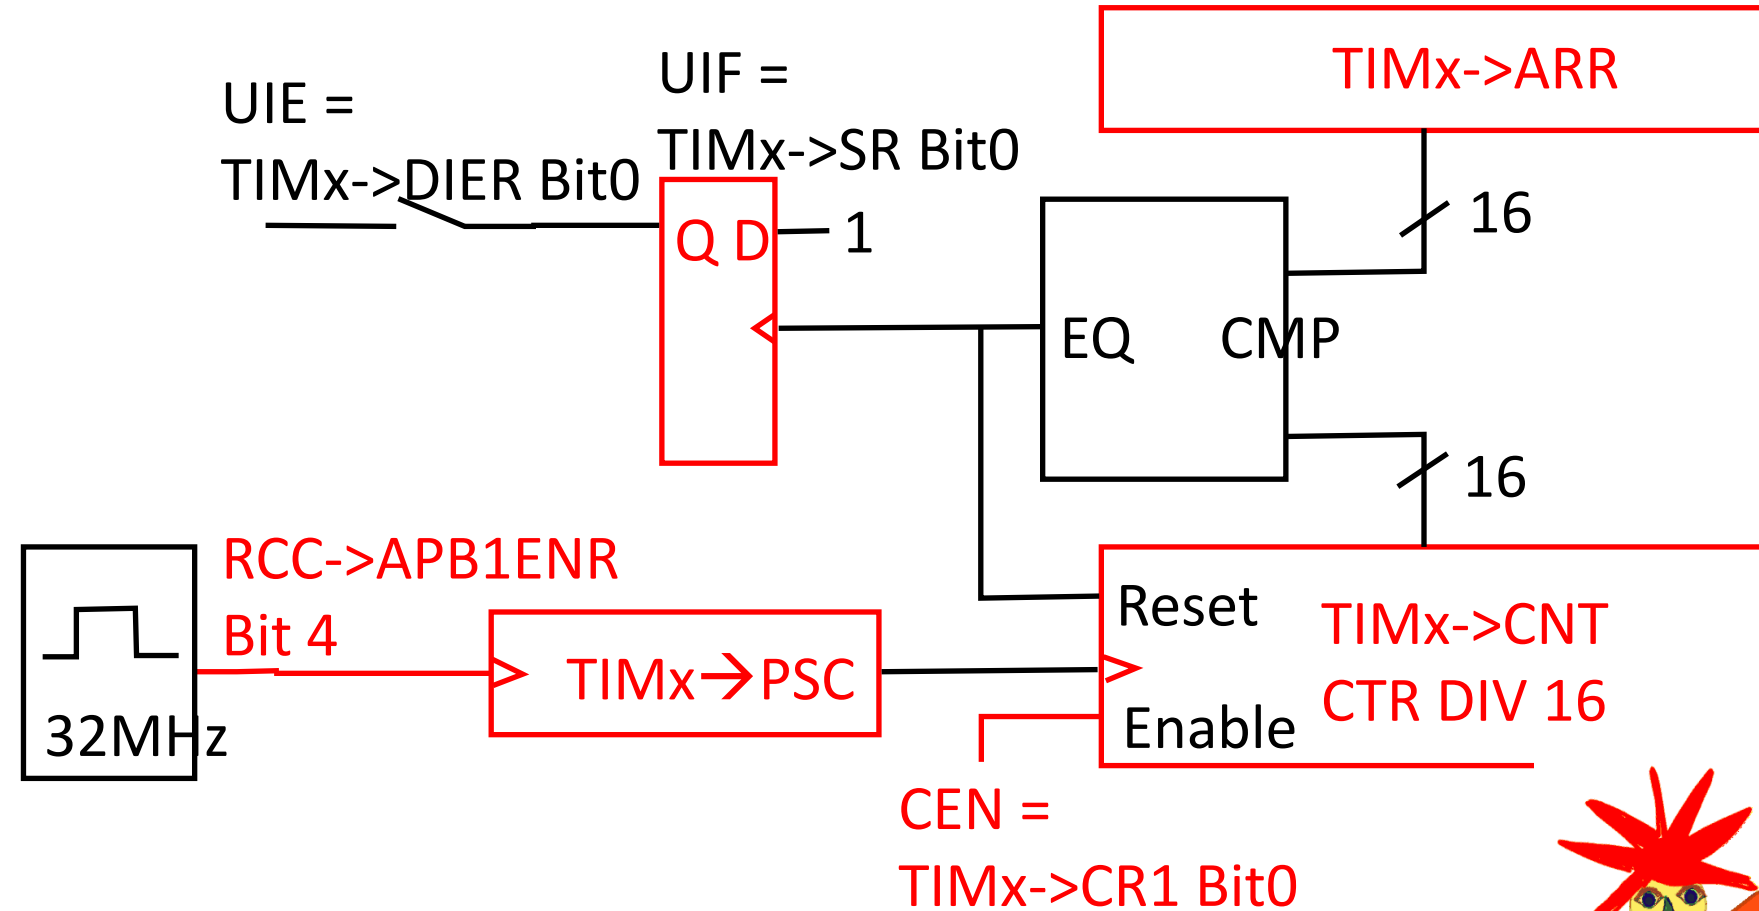 TIMx->ARR
UIF =
TIMx->SR Bit0
UIE =
TIMx->DIER Bit0
16
Q D
1
EQ
CMP
16
RCC->APB1ENR
Bit 4
32MHz
TIMx→PSC
Reset
Enable
TIMx->CNT
CTR DIV 16
CEN =
TIMx->CR1 Bit0